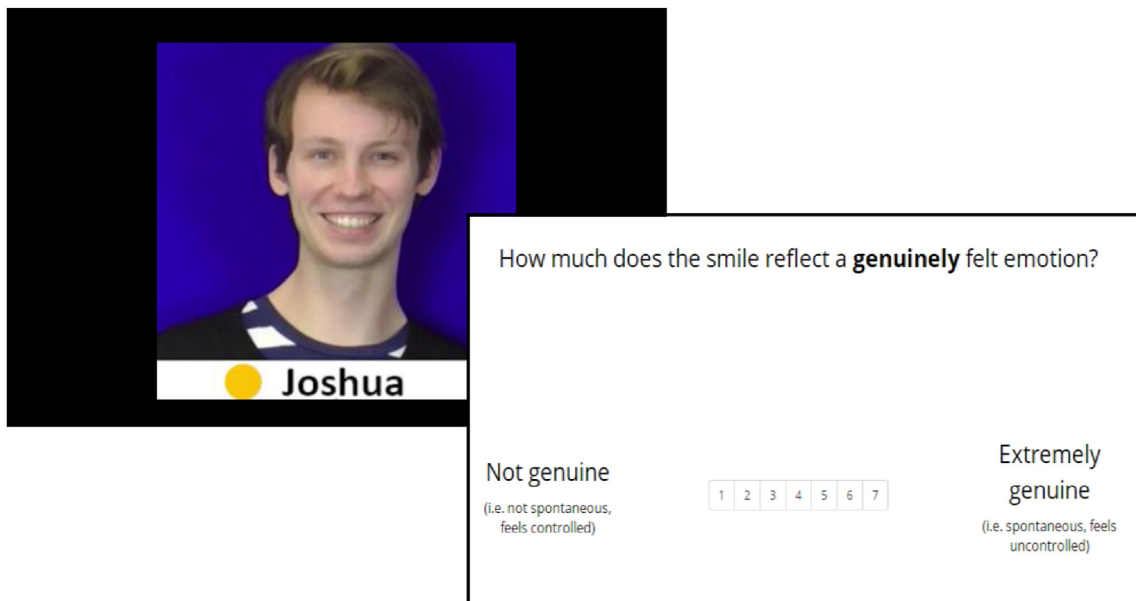 Joshua
How much does the smile reflect a genuinely felt emotion?
Not genuine
(i.e. not spontaneous,
feels controlled)
1 2 3 4 5 6 7
Extremely
genuine
(i.e. spontaneous, feels
uncontrolled)